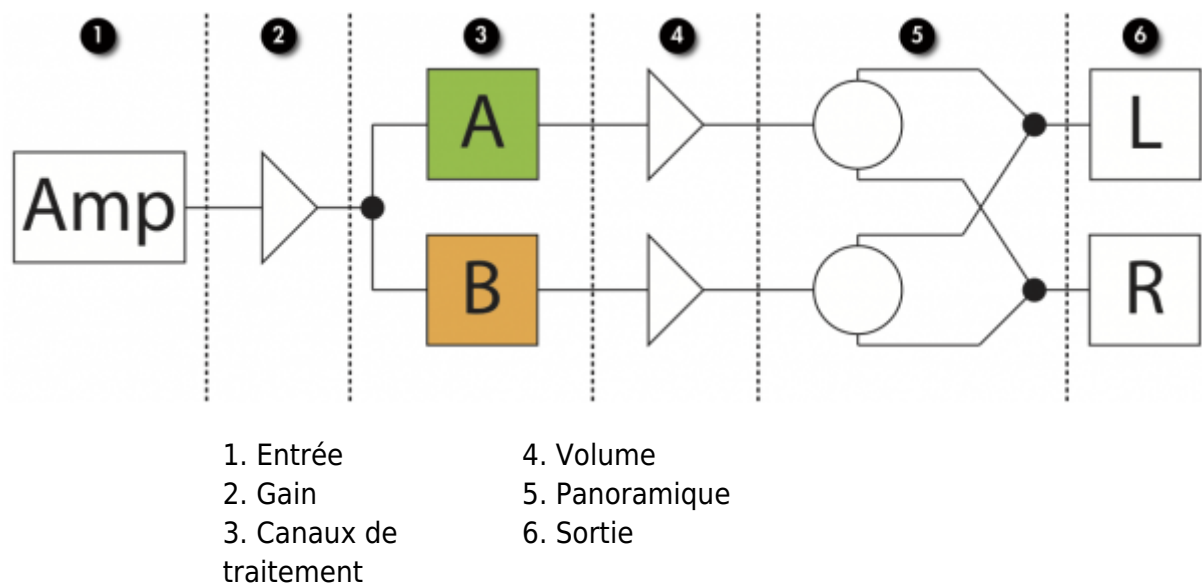 1 2 3 4 5 6
Amp
A
B
L
R
1. Entrée
2. Gain
3. Canaux de
traitement
4. Volume
5. Panoramique
6. Sortie